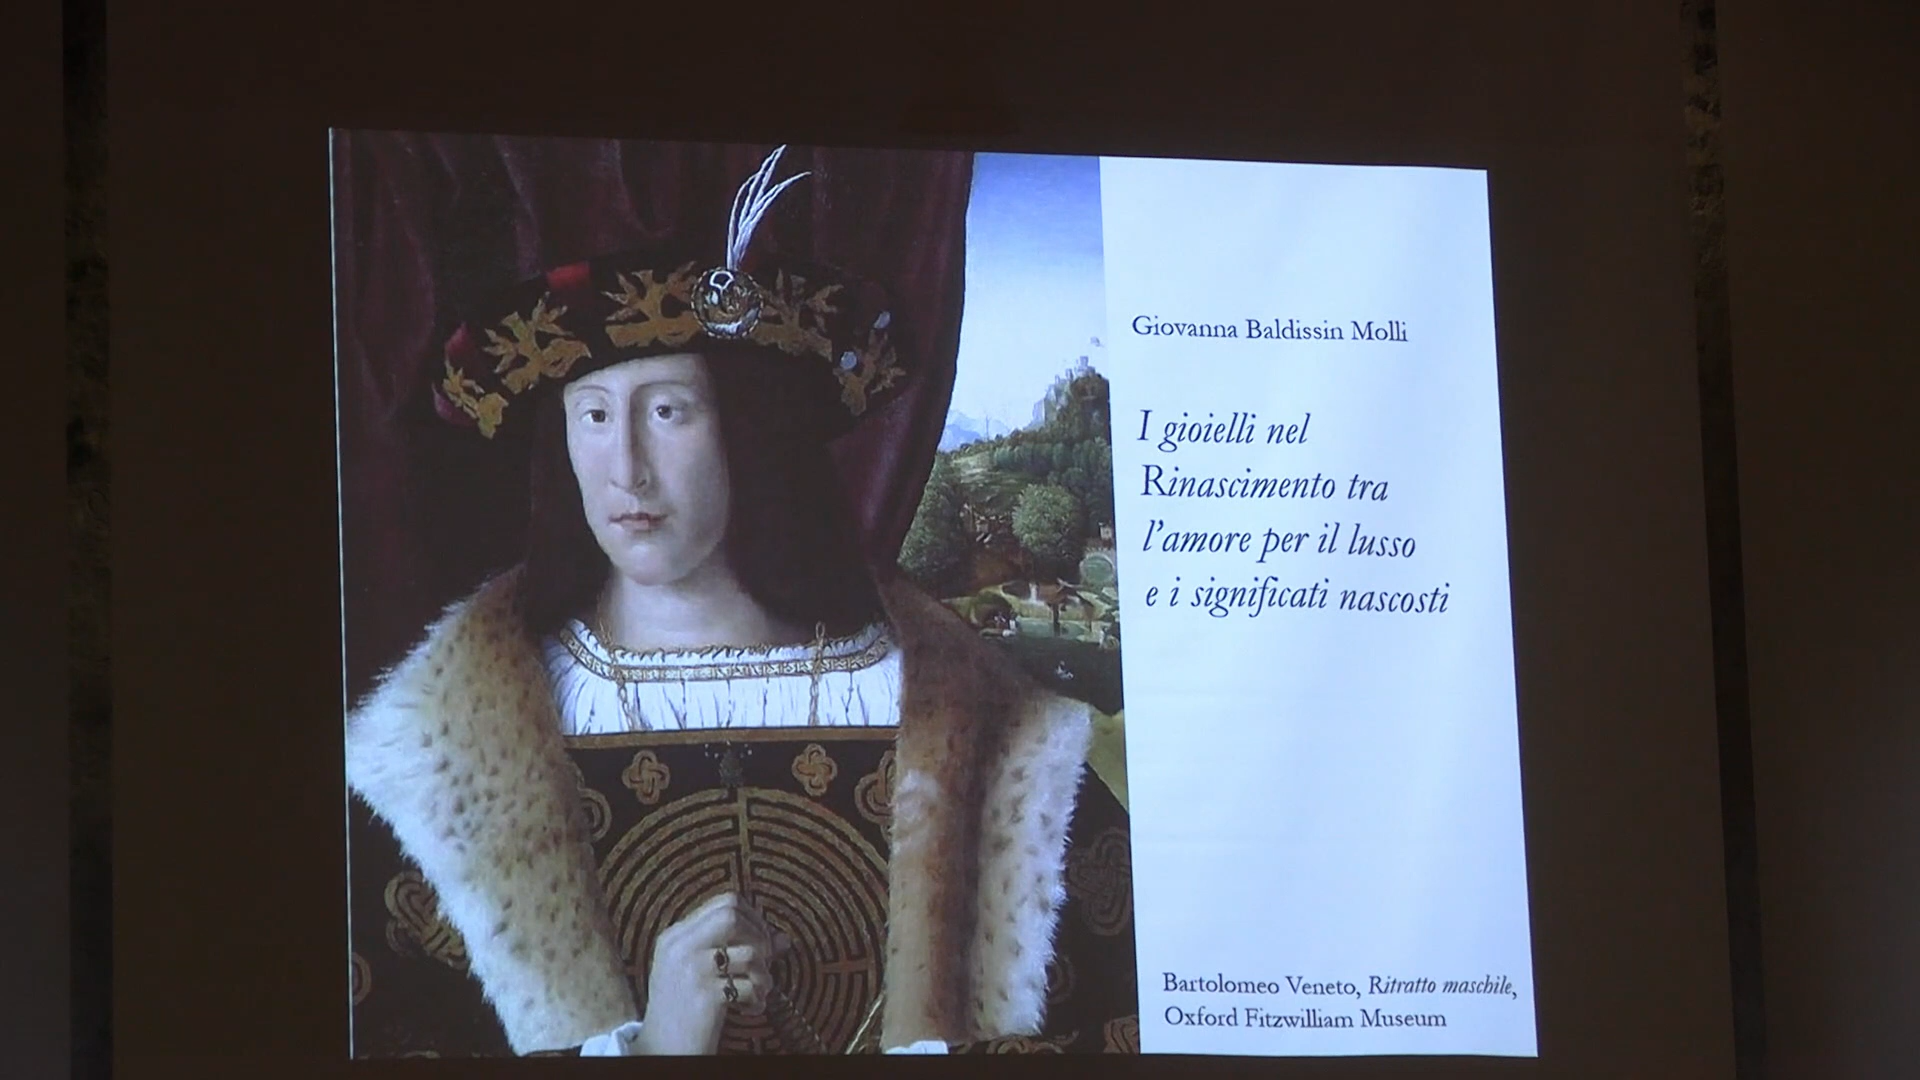 Giovanna Baldissin Molli
I gioielli nel
Rinascimento tra
l'amore per il lusso
e i significati nascosti
Bartolomeo Veneto, Ritratto maschile,
Oxford Fitzwilliam Museum